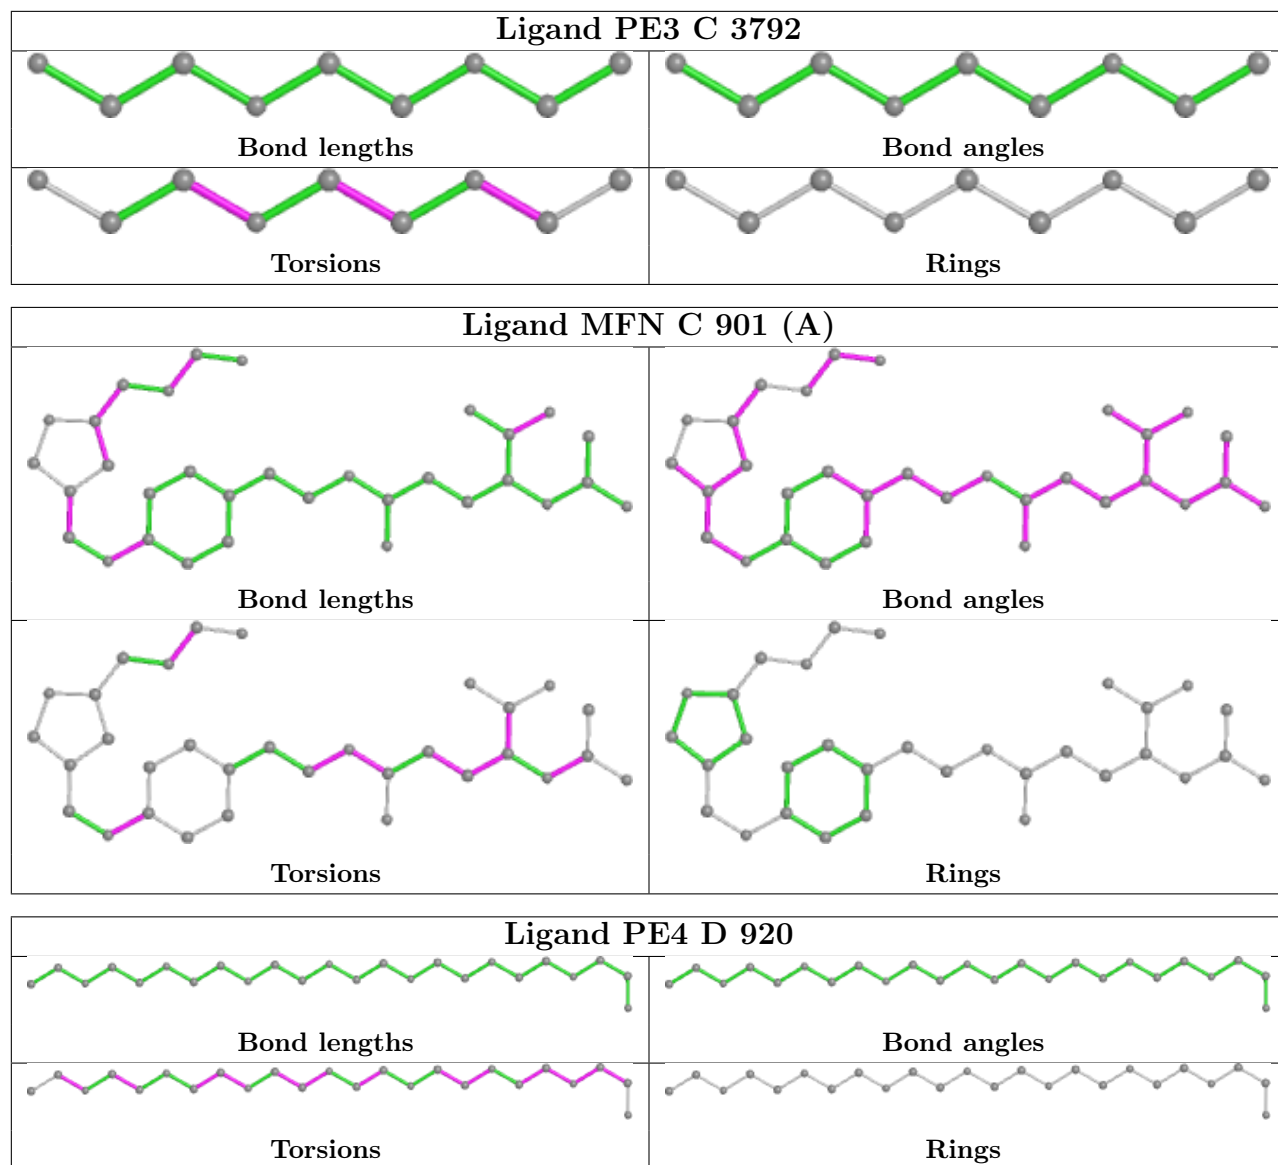 Ligand PE3 C 3792
Bond lengths
Bond angles
Torsions
Rings
Ligand MFN C 901 (A)
Bond lengths
Bond angles
Torsions
Rings
Ligand PE4 D 920
Bond lengths
Bond angles
Torsions
Rings